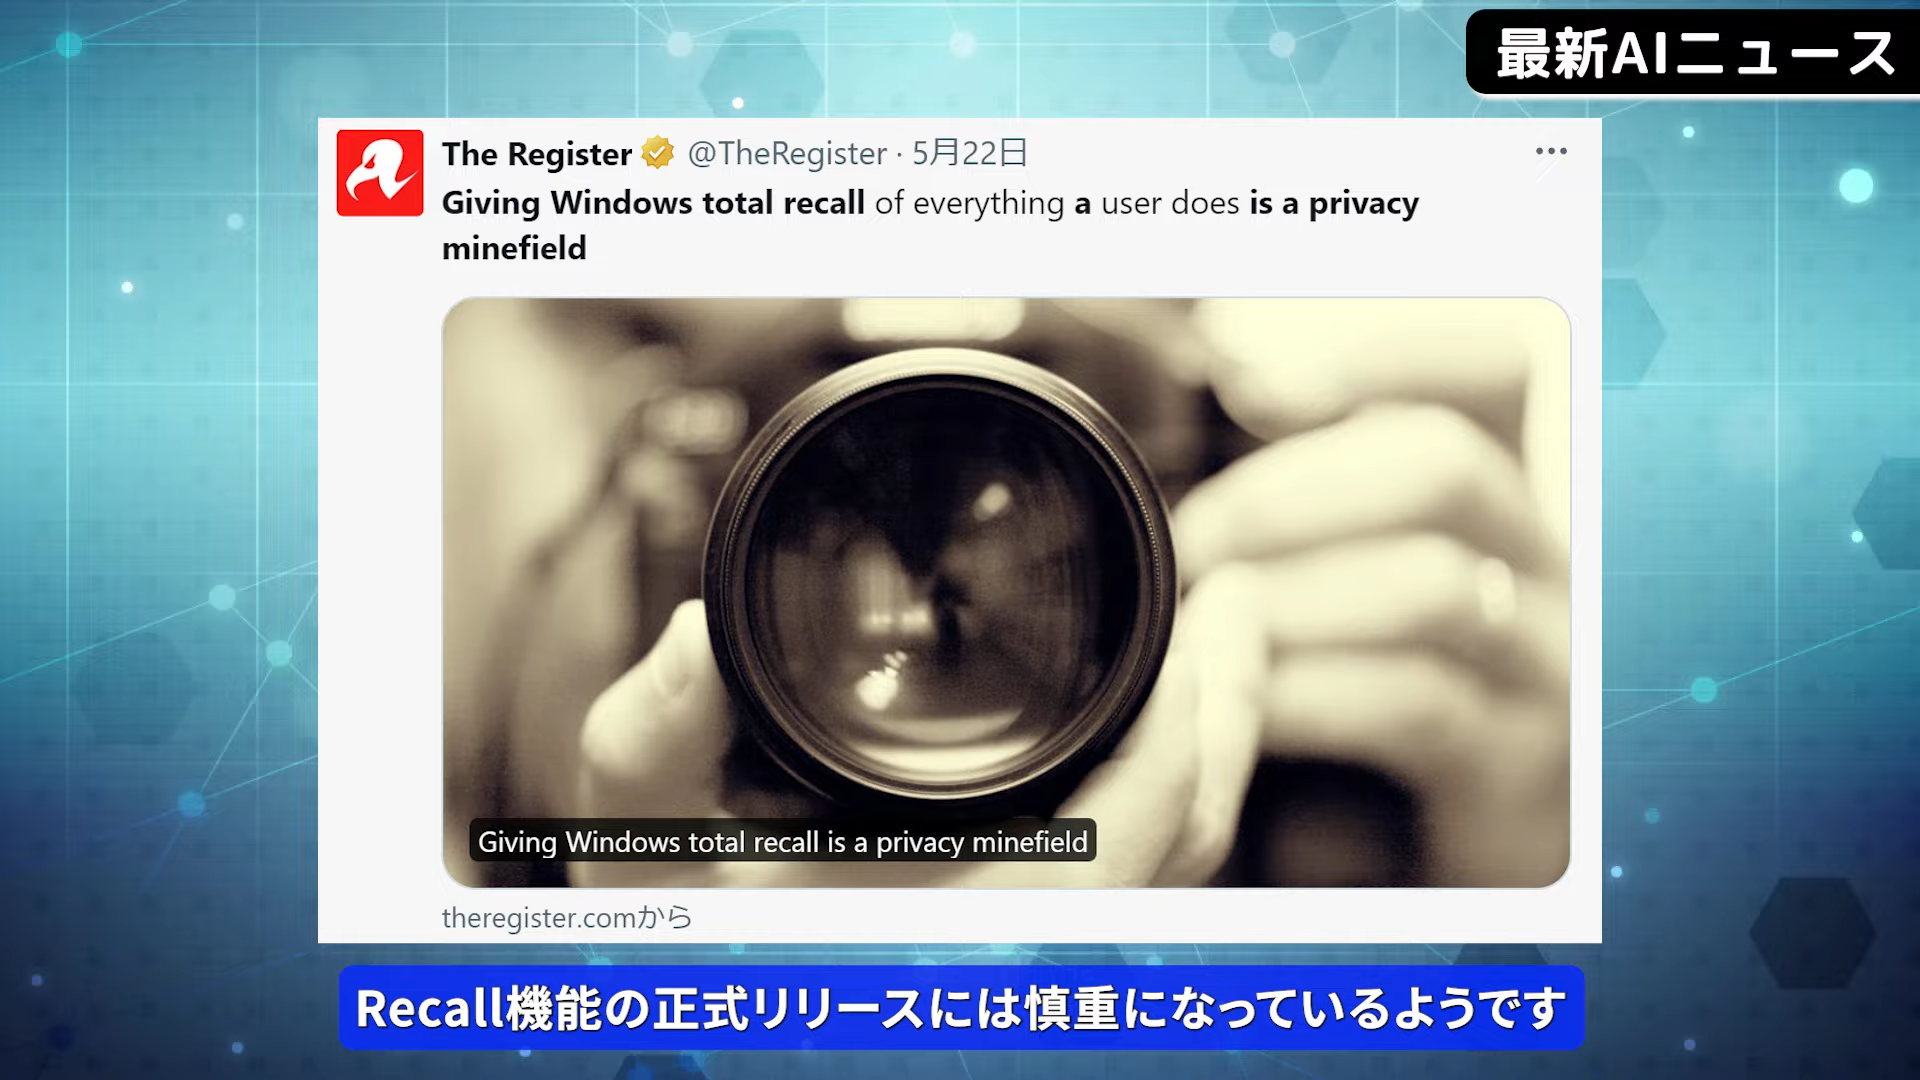 最新AIニュース
The Register @TheRegister · 5月22日
Giving Windows total recall of everything a user does is a privacy
minefield
Giving Windows total recall is a privacy minefield
theregister.comから
Recall機能の正式リリースには慎重になっているようです